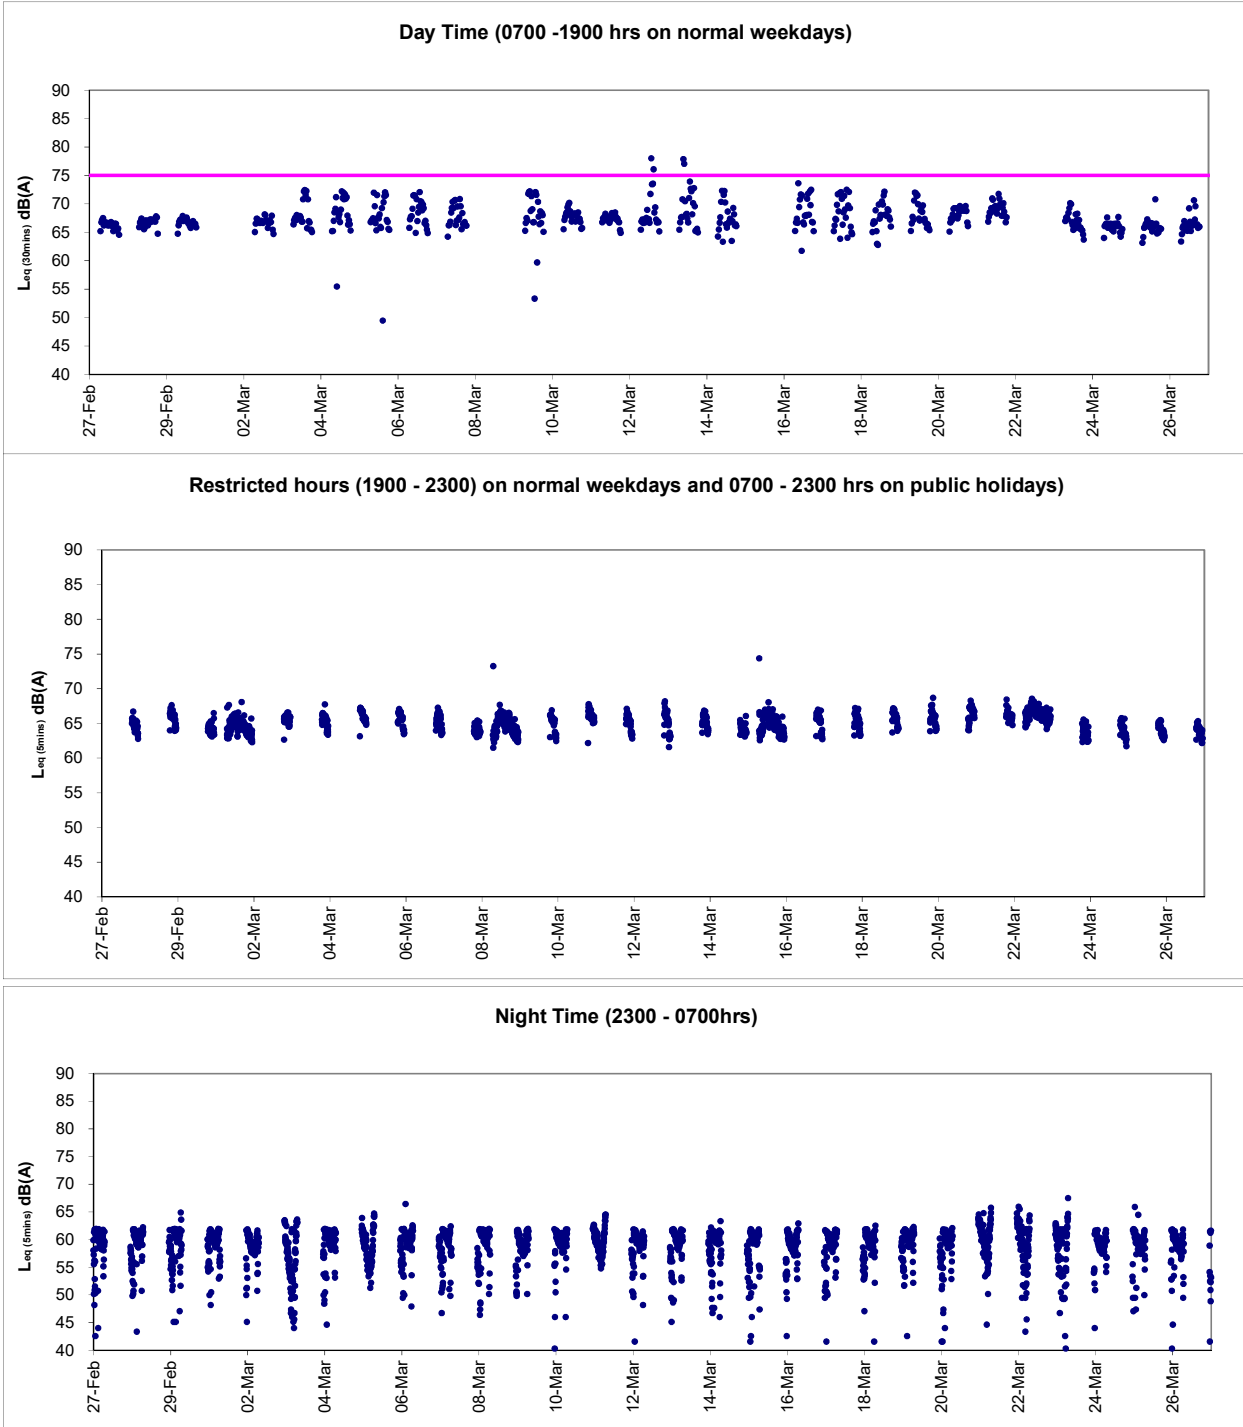 Day Time (0700 -1900 hrs on normal weekdays)
90
85
80
75
70
65
60
55
50
45
40
Leq (30mins) dB(A)
27-Feb
29-Feb
02-Mar
04-Mar
06-Mar
08-Mar
10-Mar
12-Mar
14-Mar
16-Mar
18-Mar
20-Mar
22-Mar
24-Mar
26-Mar
Restricted hours (1900 - 2300) on normal weekdays and 0700 - 2300 hrs on public holidays)
90
85
80
75
70
65
60
55
50
45
40
Leq (5mins) dB(A)
27-Feb
29-Feb
02-Mar
04-Mar
06-Mar
08-Mar
10-Mar
12-Mar
14-Mar
16-Mar
18-Mar
20-Mar
22-Mar
24-Mar
26-Mar
Night Time (2300 - 0700hrs)
90
85
80
75
70
65
60
55
50
45
40
Leq (5mins) dB(A)
27-Feb
29-Feb
02-Mar
04-Mar
06-Mar
08-Mar
10-Mar
12-Mar
14-Mar
16-Mar
18-Mar
20-Mar
22-Mar
24-Mar
26-Mar